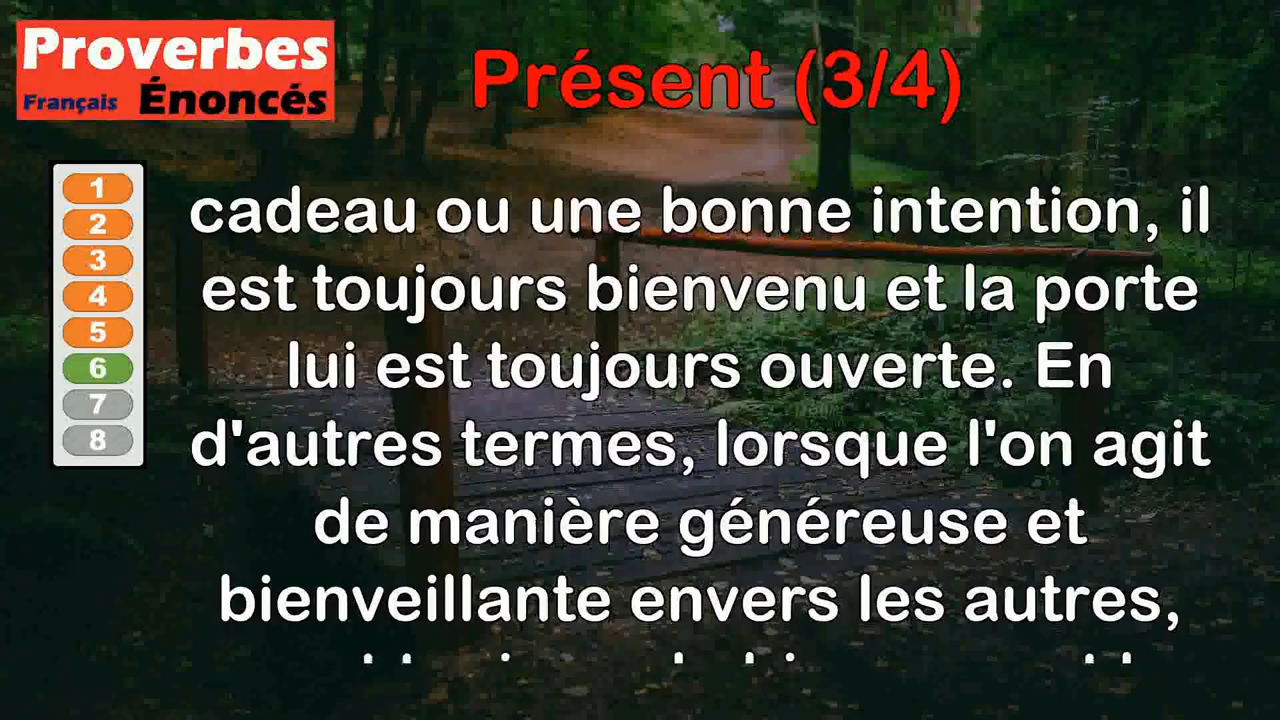 Proverbes
Français Énoncés
Présent (3/4)
1
2
3
4
5
6
7
8
cadeau ou une bonne intention, il
est toujours bienvenu et la porte
lui est toujours ouverte. En
d'autres termes, lorsque l'on agit
de manière généreuse et
bienveillante envers les autres,